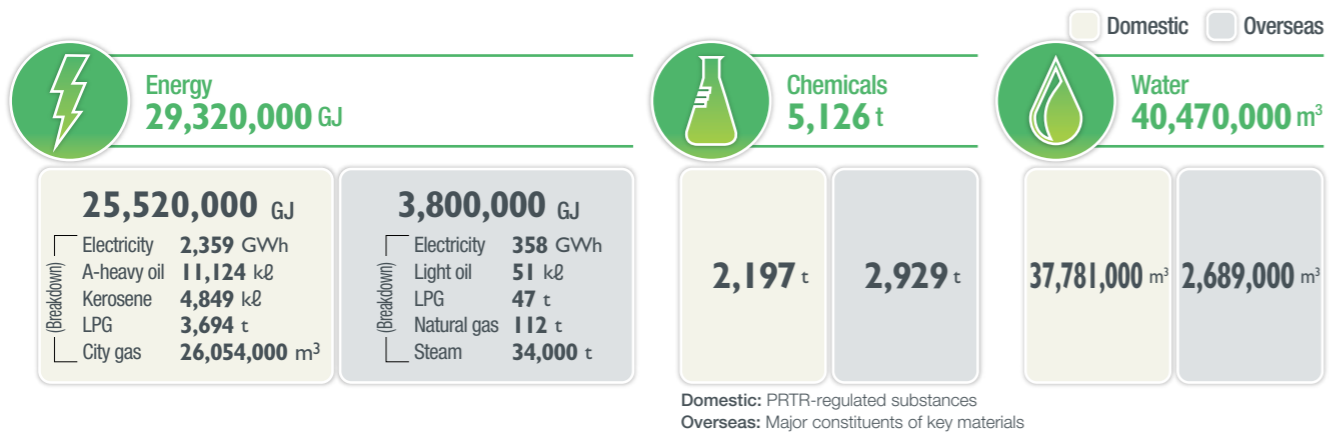 Domestic Overseas
Energy
29,320,000 GJ
25,520,000 GJ
(Breakdown)
Electricity 2,359 GWh
A-heavy oil 11,124 kℓ
Kerosene 4,849 kℓ
LPG 3,694 t
City gas 26,054,000 m³
3,800,000 GJ
(Breakdown)
Electricity 358 GWh
Light oil 51 kℓ
LPG 47 t
Natural gas 112 t
Steam 34,000 t
Chemicals
5,126 t
2,197 t
2,929 t
Domestic: PRTR-regulated substances
Overseas: Major constituents of key materials
Water
40,470,000 m³
37,781,000 m³
2,689,000 m³